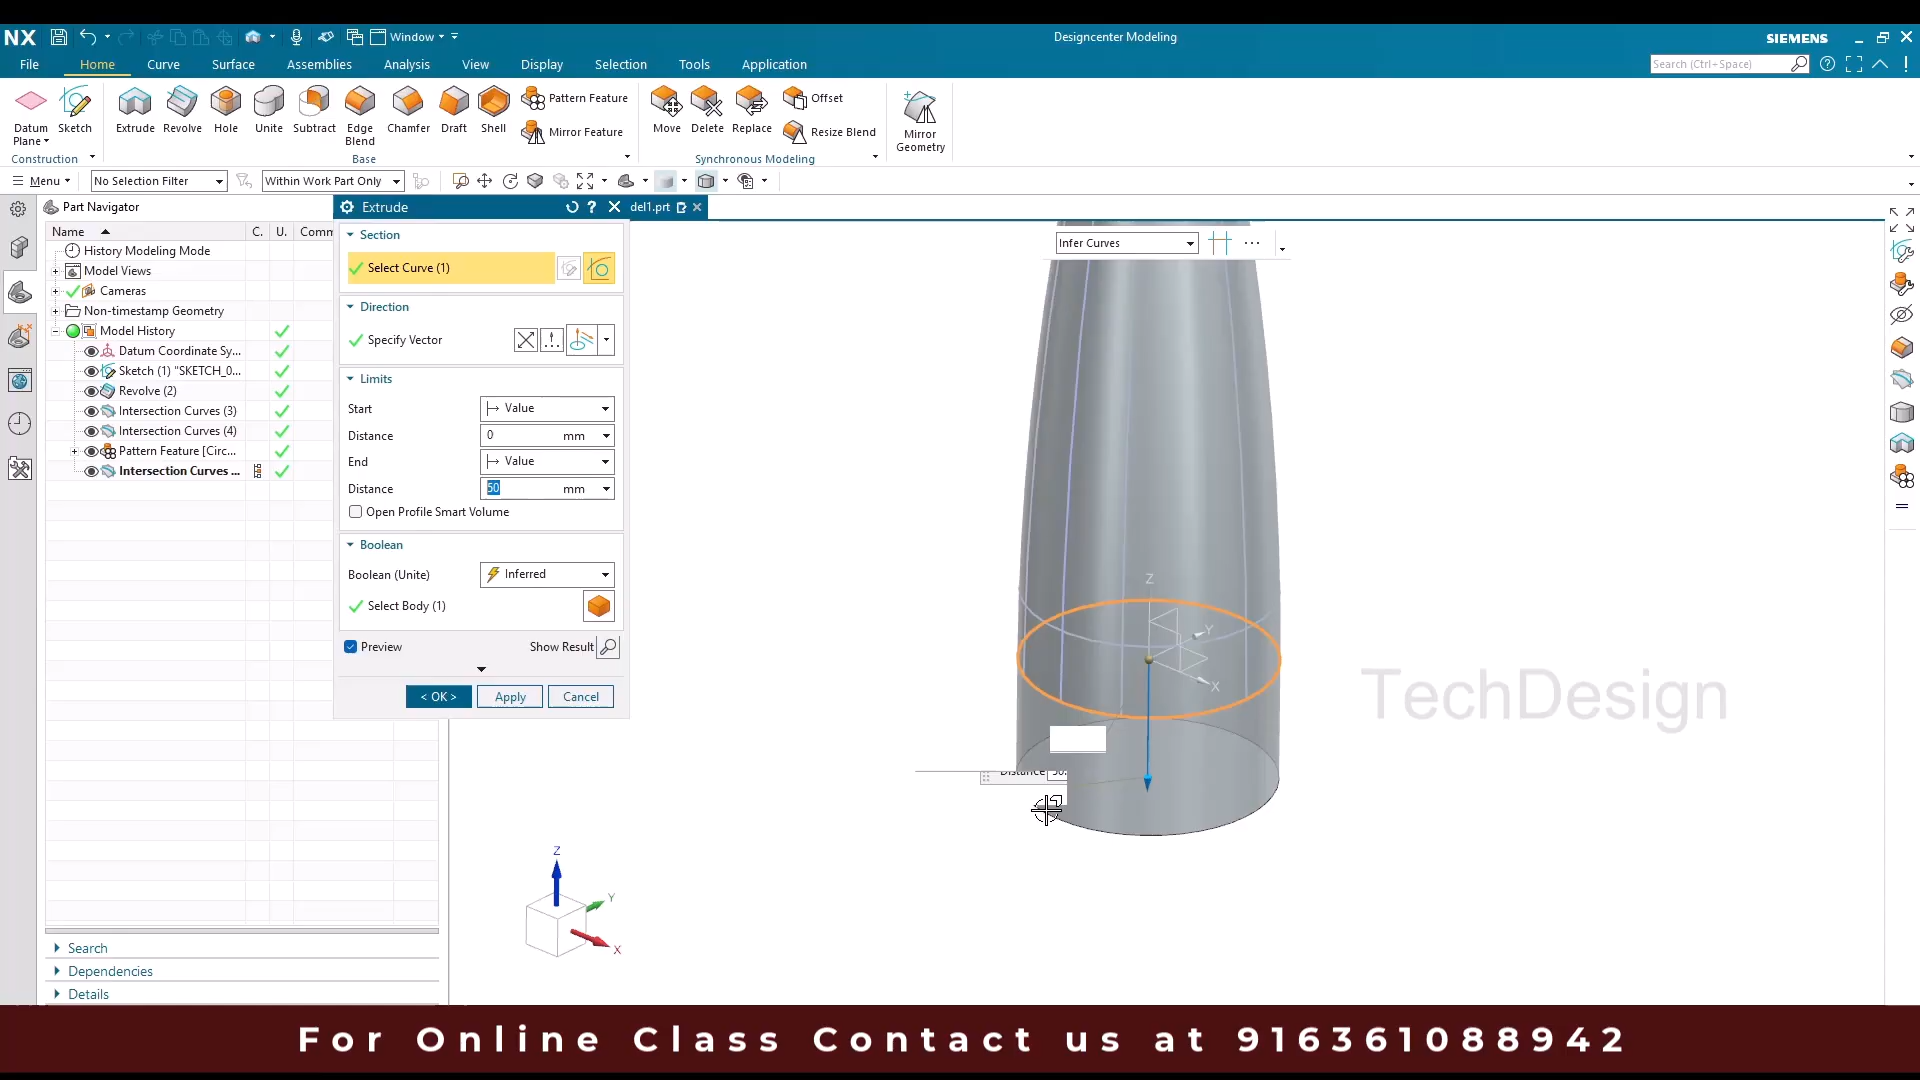 NX
Window
Designcenter Modeling
SIEMENS
File
Home
Curve
Surface
Assemblies
Analysis
View
Display
Selection
Tools
Application
Search (Ctrl+Space)
Datum
Plane
Sketch
Extrude
Revolve
Hole
Unite
Subtract
Edge
Blend
Chamfer
Draft
Shell
Pattern Feature
Mirror Feature
Move
Delete
Replace
Offset
Resize Blend
Mirror
Geometry
Construction
Base
Synchronous Modeling
Menu
No Selection Filter
Within Work Part Only
Part Navigator
Name
C.
U.
Comm
History Modeling Mode
Model Views
Cameras
Non-timestamp Geometry
Model History
Datum Coordinate Sy...
Sketch (1) "SKETCH_0...
Revolve (2)
Intersection Curves (3)
Intersection Curves (4)
Pattern Feature [Circ...
Intersection Curves ...
Search
Dependencies
Details
Extrude
del1.prt
Section
Select Curve (1)
Direction
Specify Vector
Limits
Start
Value
Distance
0
mm
End
Value
Distance
50
mm
Open Profile Smart Volume
Boolean
Boolean (Unite)
Inferred
Select Body (1)
Preview
Show Result
< OK >
Apply
Cancel
Infer Curves
Z
Y
X
Distance
Z
Y
X
TechDesign
For Online Class Contact us at 916361088942